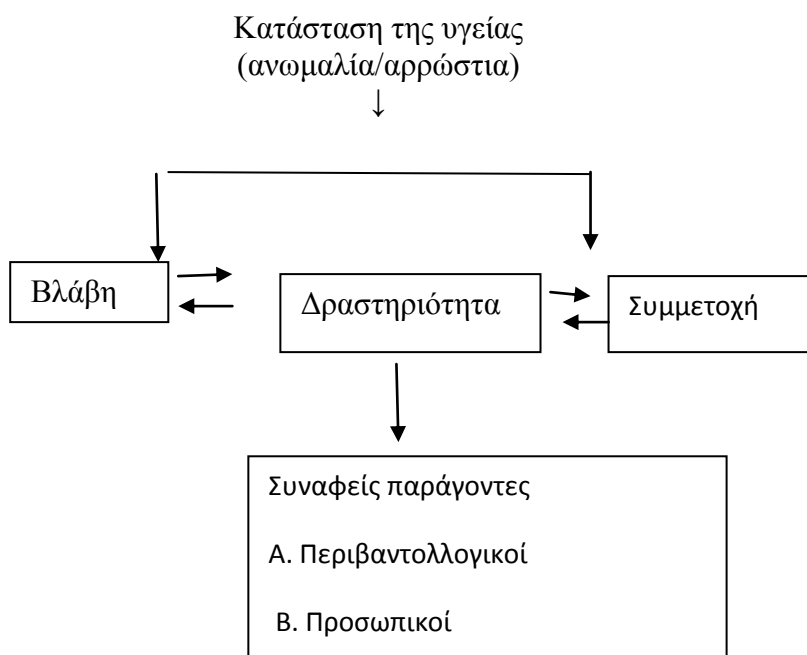 Κατάσταση της υγείας
(ανωμαλία/αρρώστια)
Βλάβη
Δραστηριότητα
Συμμετοχή
Συναφείς παράγοντες
Α. Περιβαντολλογικοί
Β. Προσωπικοί